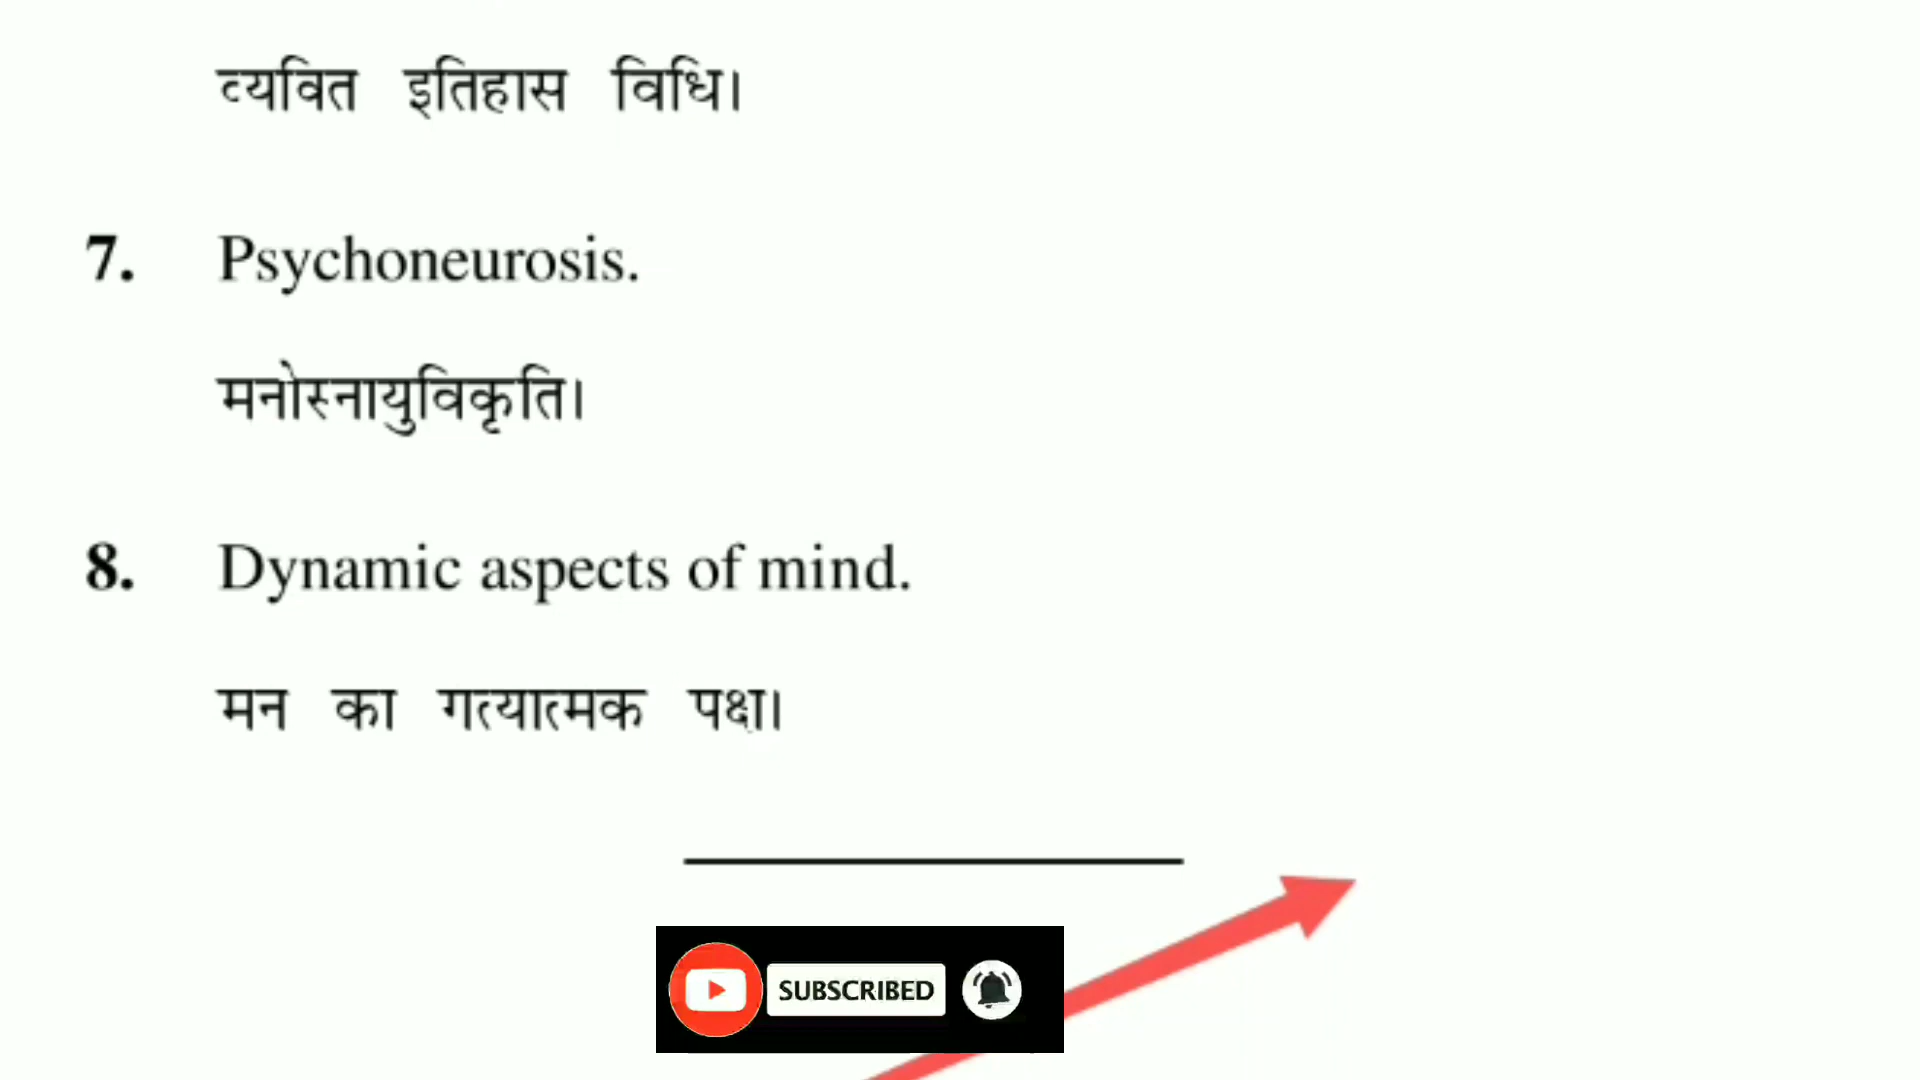 व्यवित इतिहास विधि।
7. Psychoneurosis.
मनोस्नायुविकृति।
8. Dynamic aspects of mind.
मन का गत्यात्मक पक्ष।
SUBSCRIBED